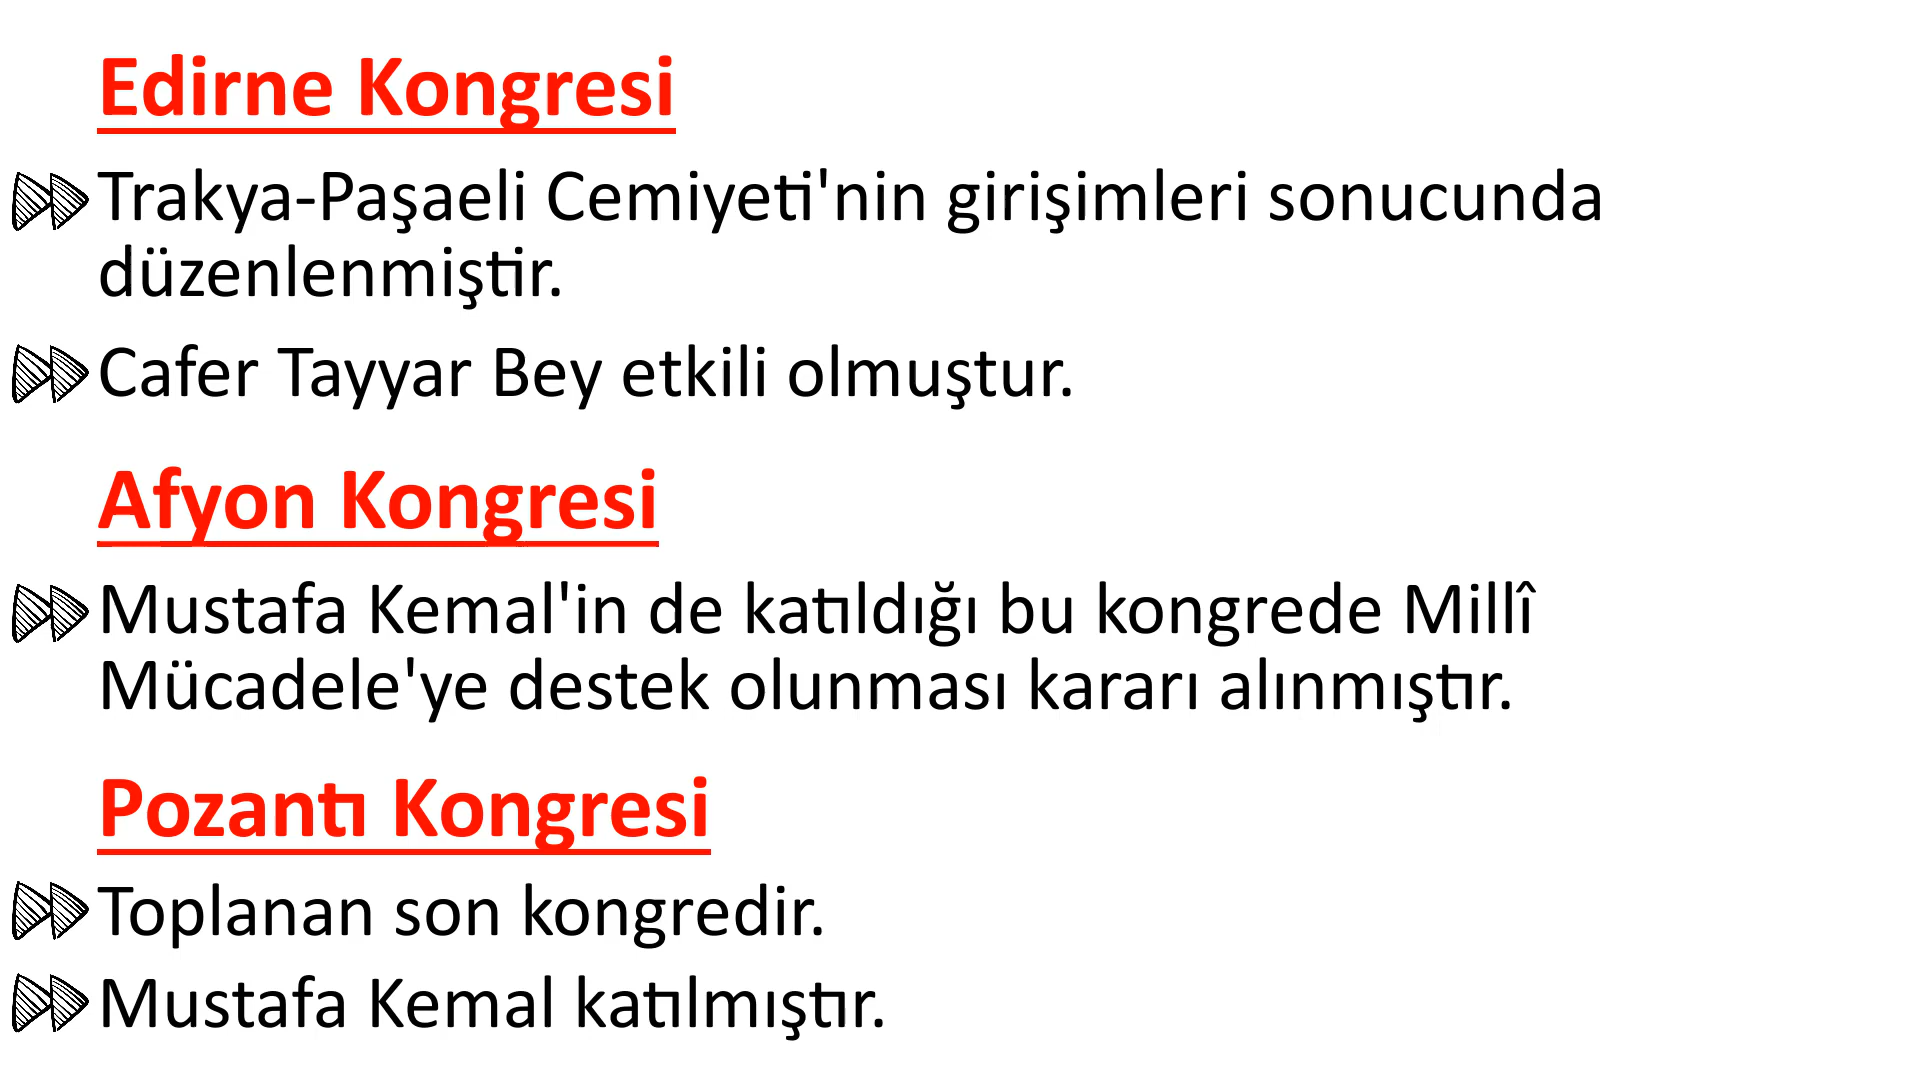 Edirne Kongresi
Trakya-Paşaeli Cemiyeti'nin girişimleri sonucunda
düzenlenmiştir.
Cafer Tayyar Bey etkili olmuştur.
Afyon Kongresi
Mustafa Kemal'in de katıldığı bu kongrede Millî
Mücadele'ye destek olunması kararı alınmıştır.
Pozantı Kongresi
Toplanan son kongredir.
Mustafa Kemal katılmıştır.